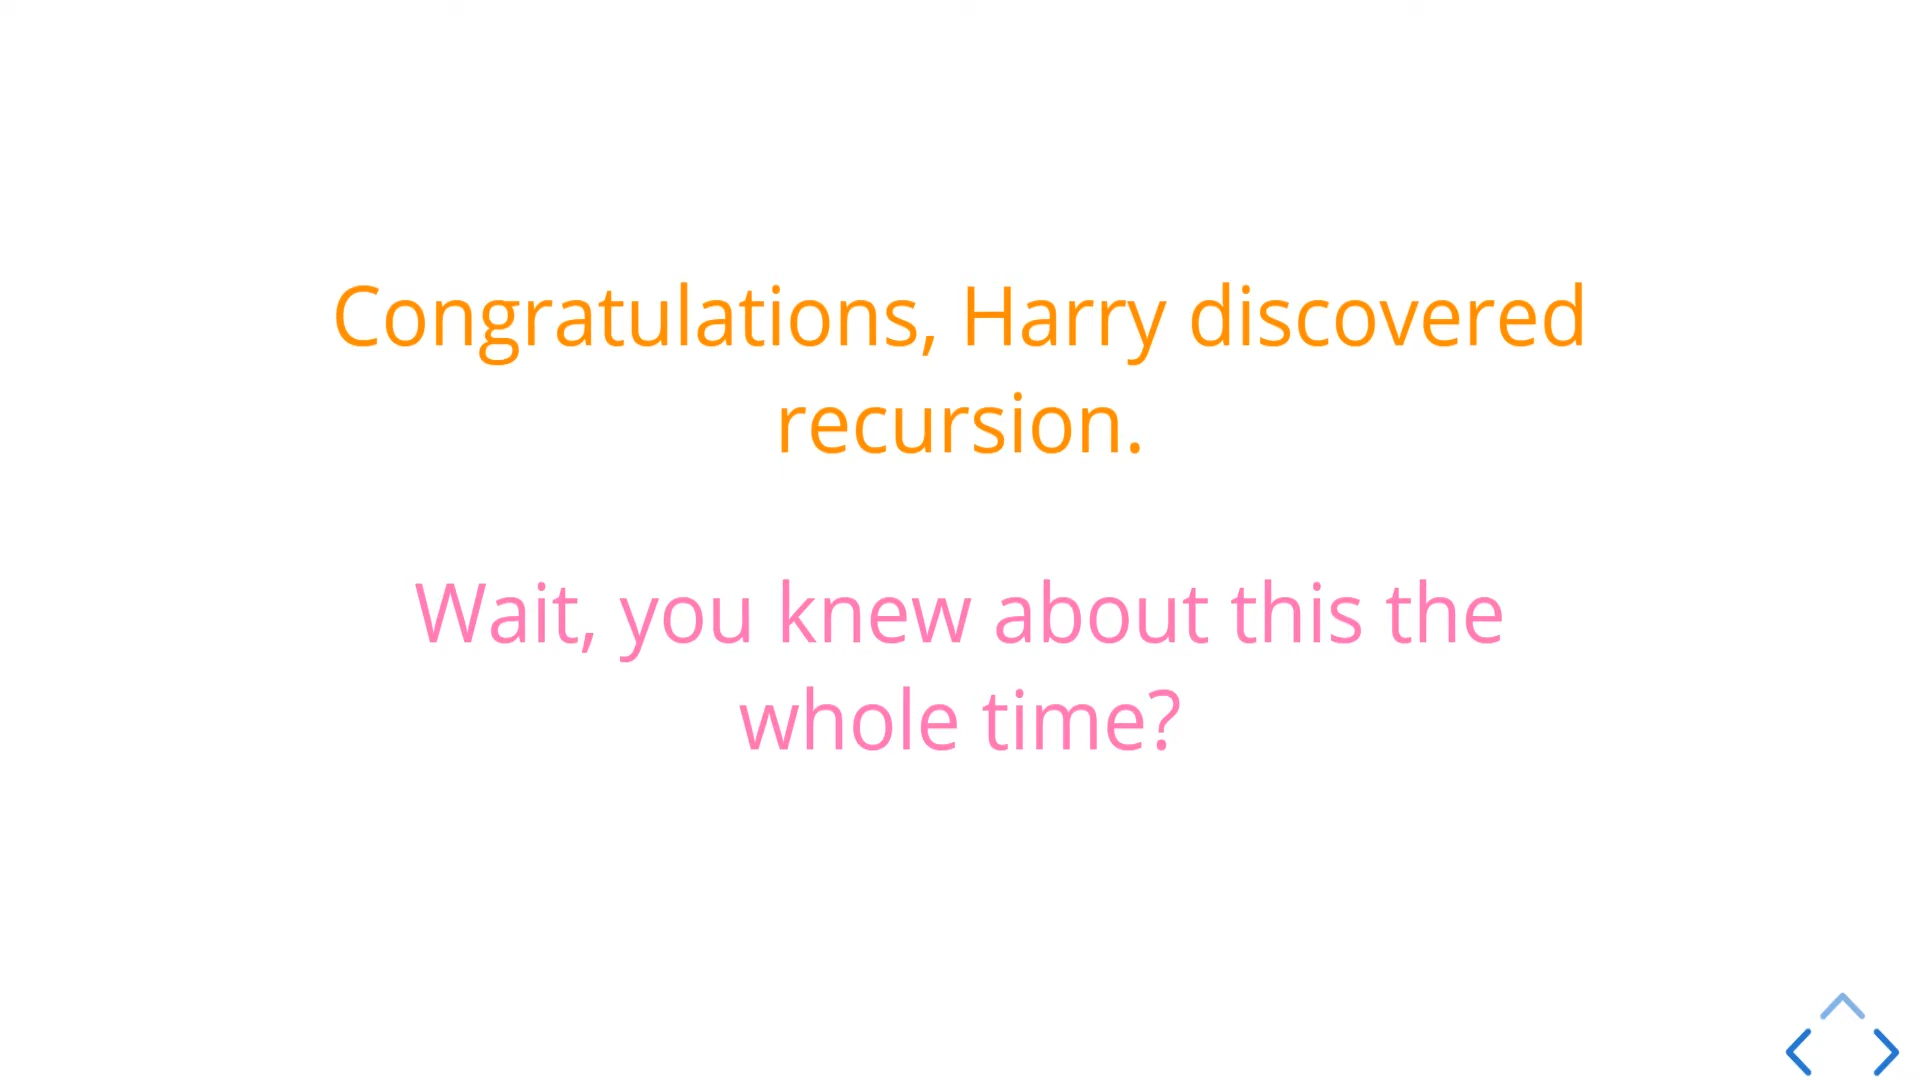 Congratulations, Harry discovered
recursion.
Wait, you knew about this the
whole time?